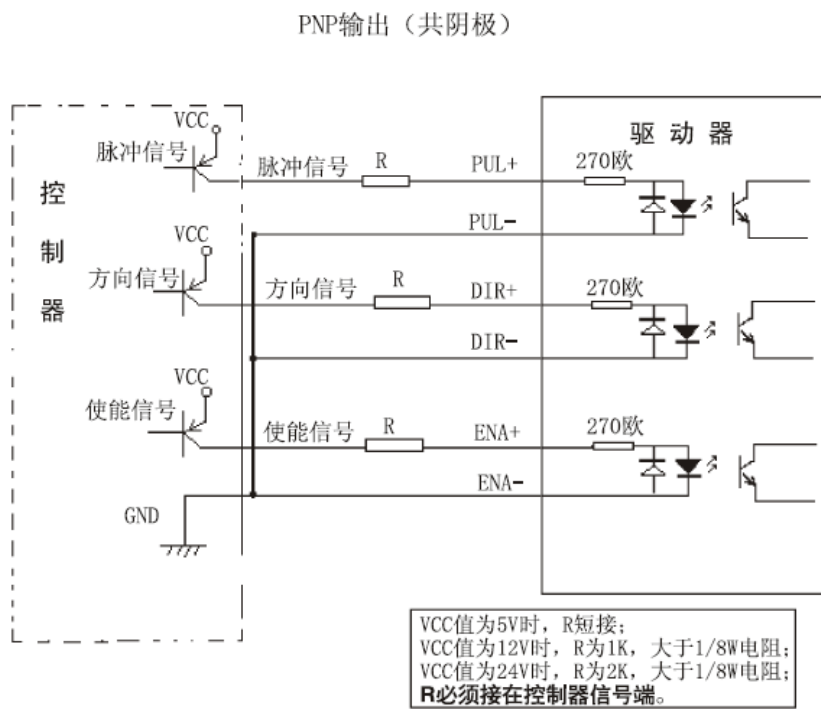 PNP输出（共阴极）
控制器
驱动器
VCC
脉冲信号
脉冲信号
R
PUL+
270欧
PUL-
VCC
方向信号
方向信号
R
DIR+
270欧
DIR-
VCC
使能信号
使能信号
R
ENA+
270欧
ENA-
GND
VCC值为5V时，R短接；
VCC值为12V时，R为1K，大于1/8W电阻；
VCC值为24V时，R为2K，大于1/8W电阻；
R必须接在控制器信号端。